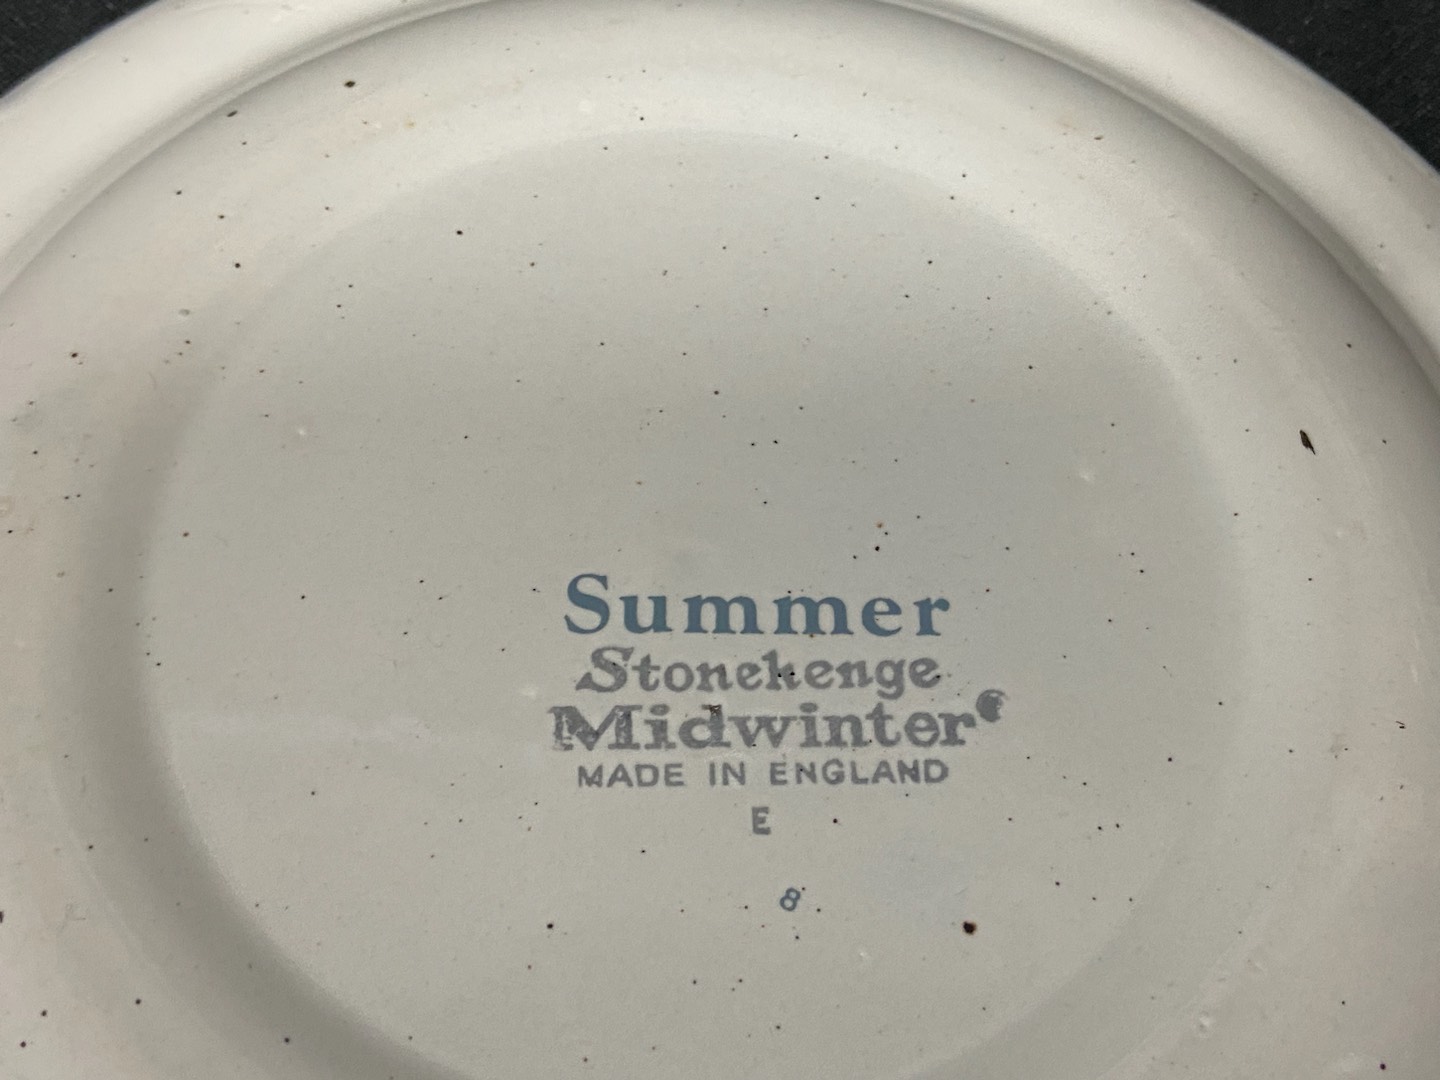 Summer
Stonehenge
Midwinter
MADE IN ENGLAND
E
8